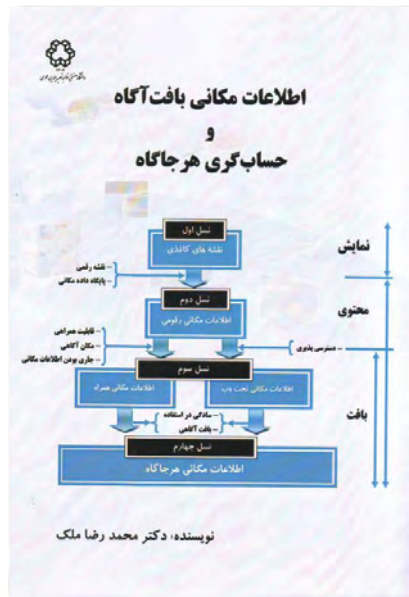 اطلاعات مکانی بافت‌آگاه
و
حساب‌گری هرجاگاه
نسل اول
نقشه های کاغذی
نمایش
– نقشه رقمی
– پایگاه داده مکانی
نسل دوم
اطلاعات مکانی رقومی
محتوی
– قابلیت همراهی
– مکان آگاهی
– جاری بودن اطلاعات مکانی
– دسترسی پذیری
نسل سوم
اطلاعات مکانی تحت وب
اطلاعات مکانی همراه
بافت
– سادگی در استفاده
– بافت آگاهی
نسل چهارم
اطلاعات مکانی هرجاگاه
نویسنده: دکتر محمد رضا ملک